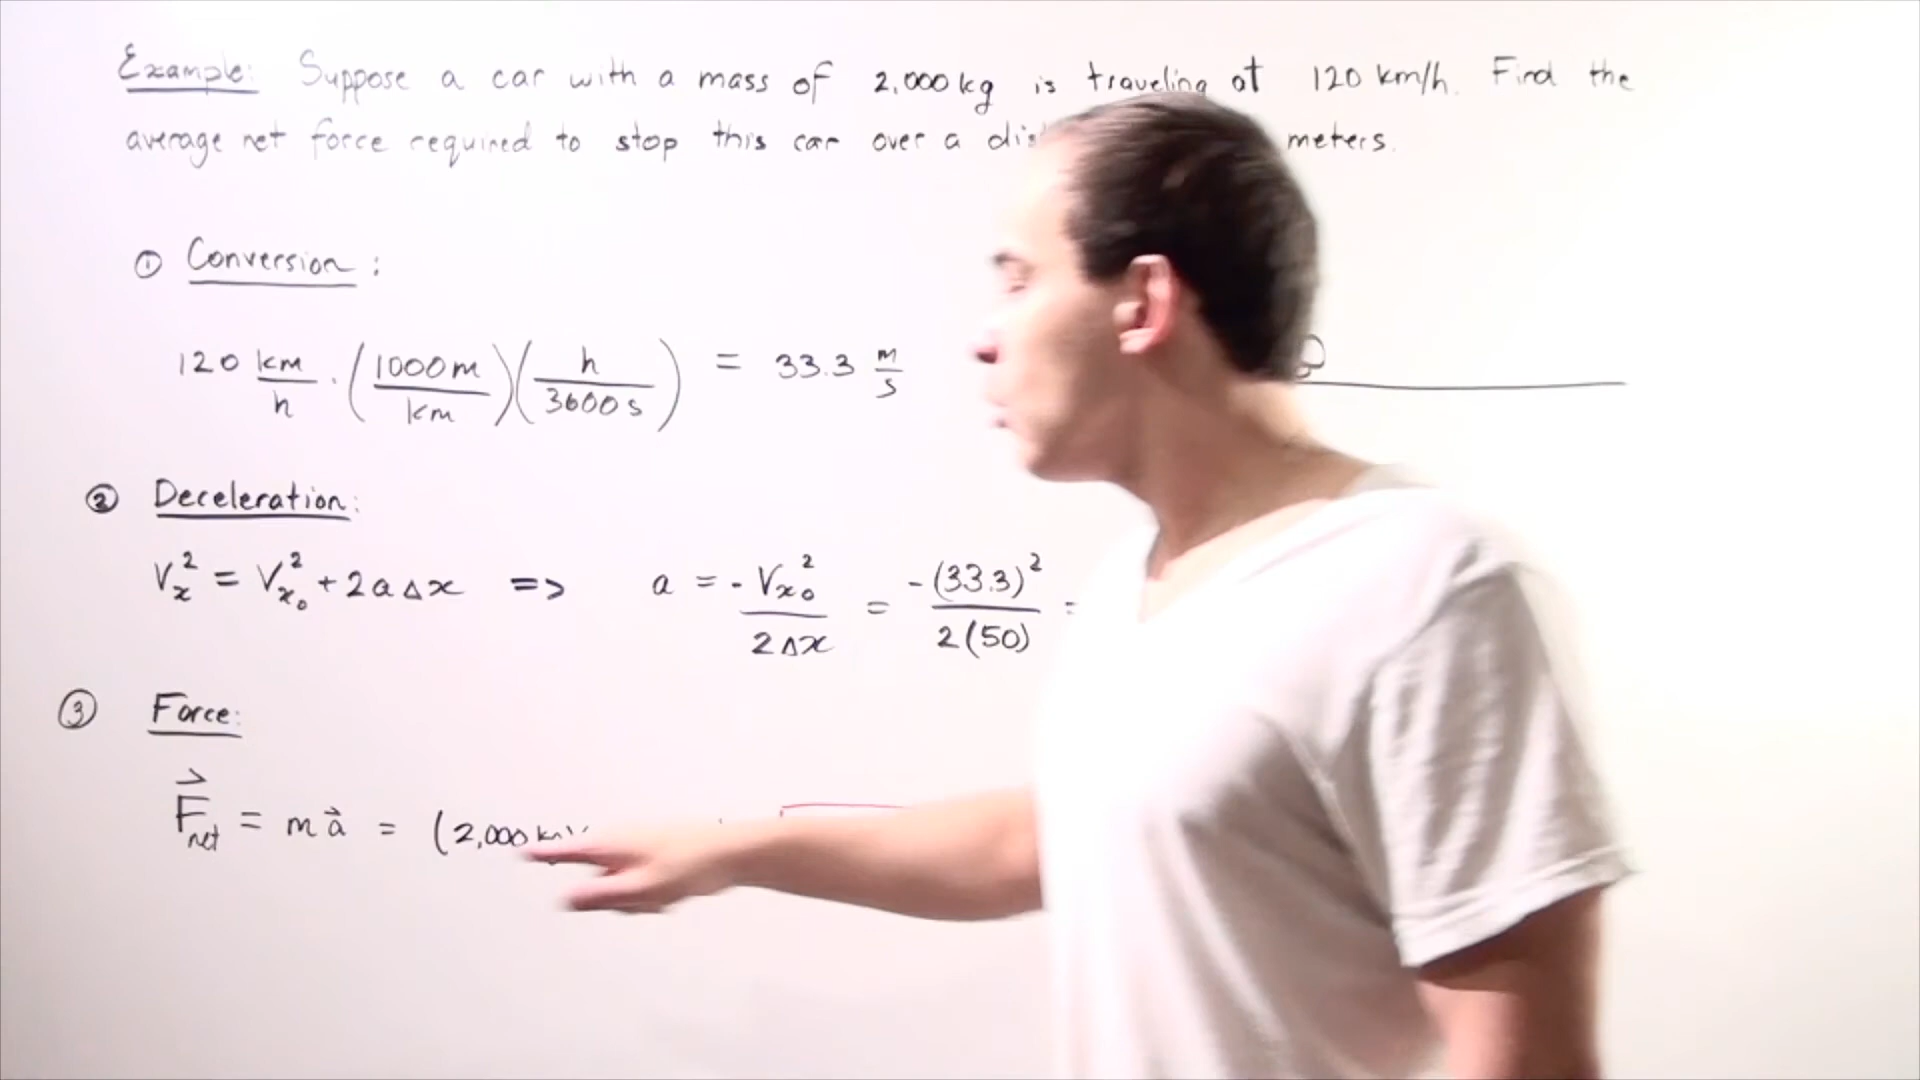 Example: Suppose a car with a mass of 2,000 kg is traveling at 120 km/h. Find the
average net force required to stop this car over a meters.
① Conversion:
120 km/h · (1000m/km)(h/3600s) = 33.3 m/s
② Deceleration:
Vₓ² = Vₓ₀² + 2aΔx => a = -Vₓ₀²/2Δx = -(33.3)²/2(50) =
③ Force:
F⃗net = ma⃗ = (2,000